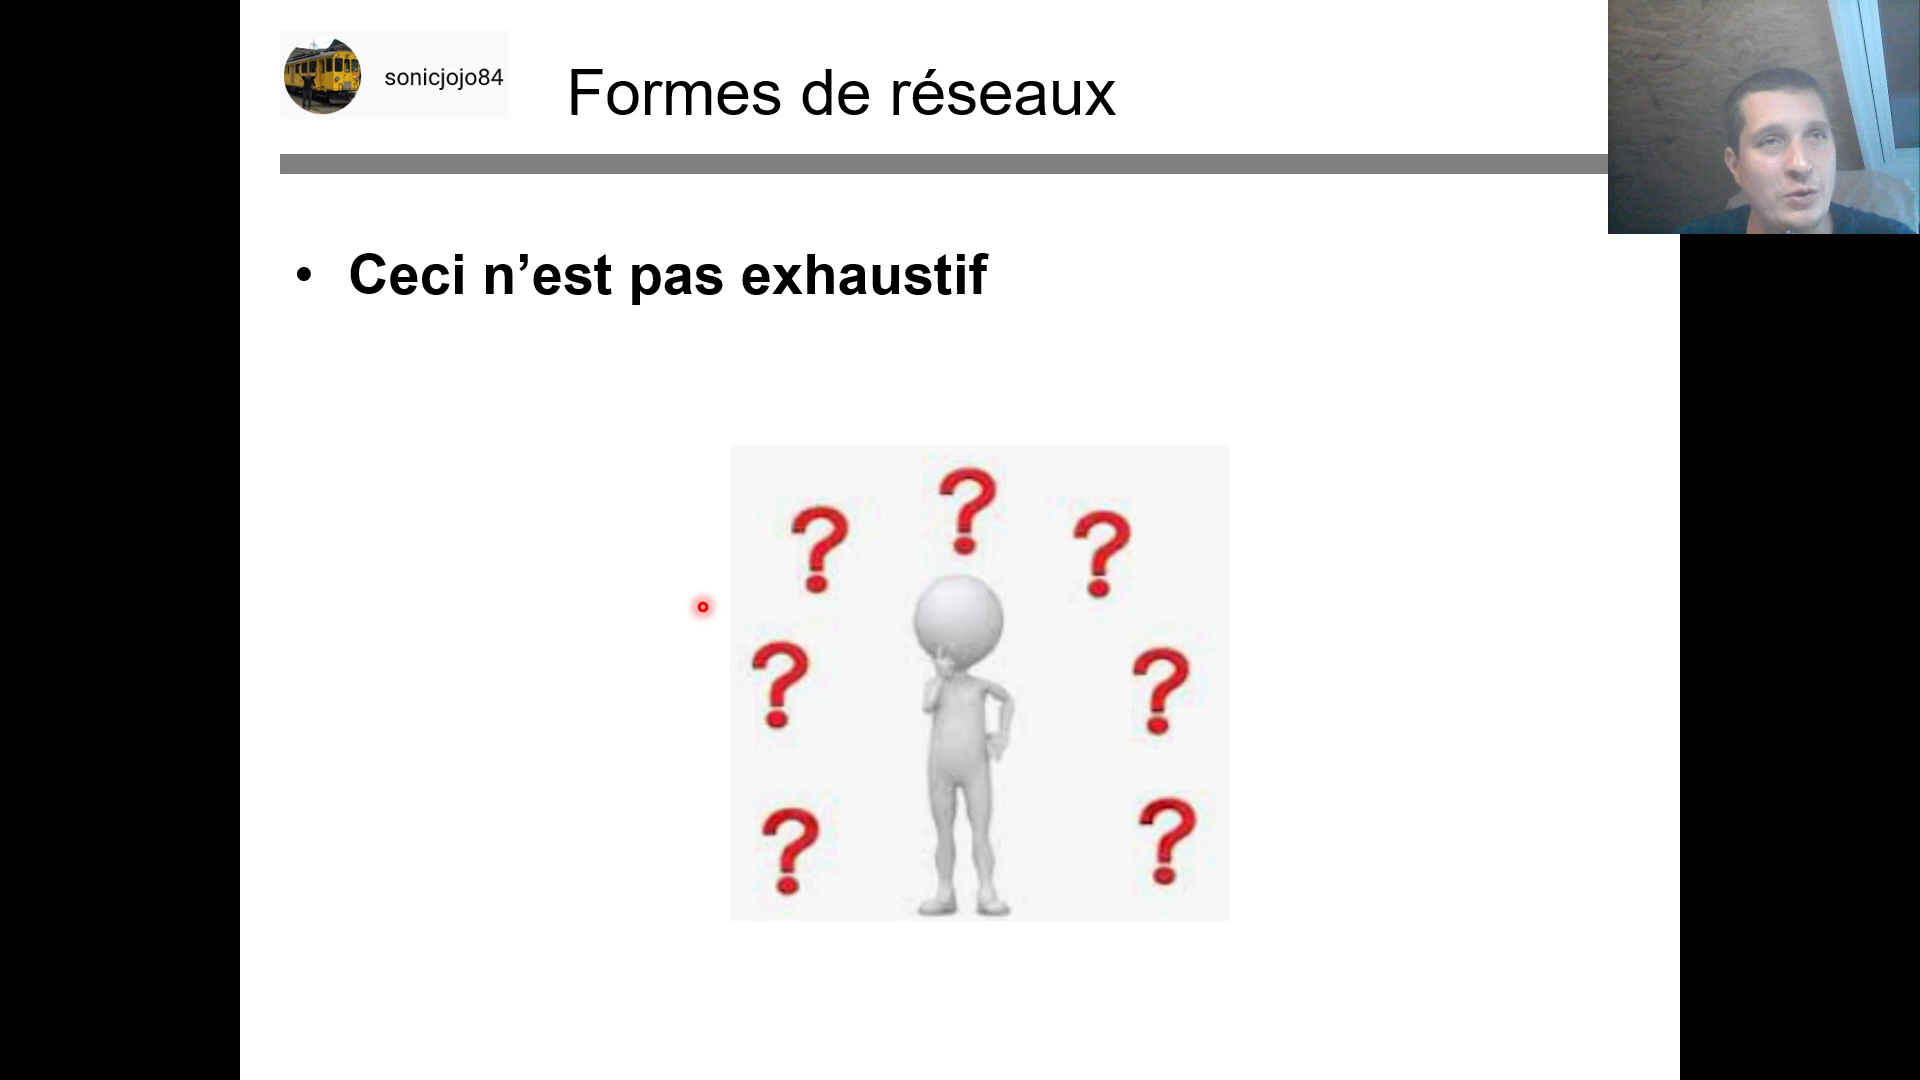 sonicjojo84
Formes de réseaux
• Ceci n’est pas exhaustif
? ? ? ? ? ? ?